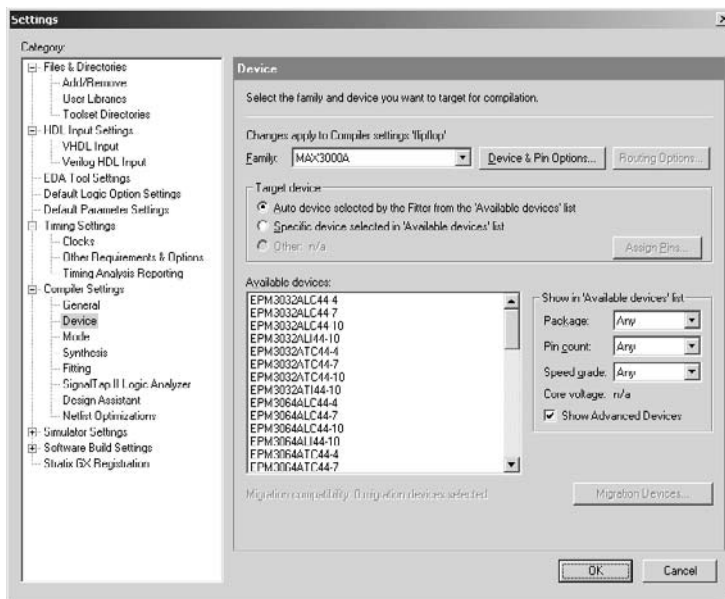 Settings
Category:
Files & Directories
Add/Remove
User Libraries
Toolset Directories
HDL Input Settings
VHDL Input
Verilog HDL Input
EDA Tool Settings
Default Logic Option Settings
Default Parameter Settings
Timing Settings
Clocks
Other Requirements & Options
Timing Analysis Reporting
Compiler Settings
General
Device
Mode
Synthesis
Fitting
SignalTap II Logic Analyzer
Design Assistant
Netlist Optimizations
Simulator Settings
Software Build Settings
Stratix GX Registration
Device
Select the family and device you want to target for compilation.
Changes apply to Compiler settings 'flipflop'
Family: MAX3000A Device & Pin Options... Routing Options...
Target device
Auto device selected by the Fitter from the 'Available devices' list
Specific device selected in 'Available devices' list
Other: n/a
Assign Pins...
Available devices:
EPM3032ALC44-4
EPM3032ALC44-7
EPM3032ALC44-10
EPM3032ALI44-10
EPM3032ATC44-4
EPM3032ATC44-7
EPM3032ATC44-10
EPM3032ATI44-10
EPM3064ALC44-4
EPM3064ALC44-7
EPM3064ALC44-10
EPM3064ALI44-10
EPM3064ATC44-4
EPM3064ATC44-7
Show in 'Available devices' list
Package: Any
Pin count: Any
Speed grade: Any
Core voltage: n/a
Show Advanced Devices
Migration compatibility: 0 migration devices selected
Migration Devices...
OK Cancel